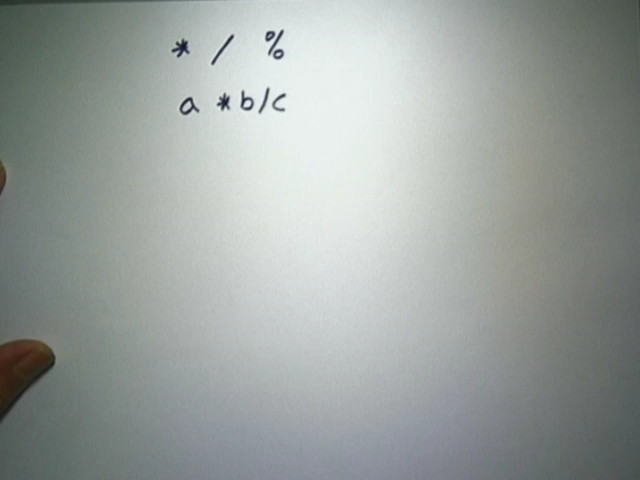 * / %
a * b/c